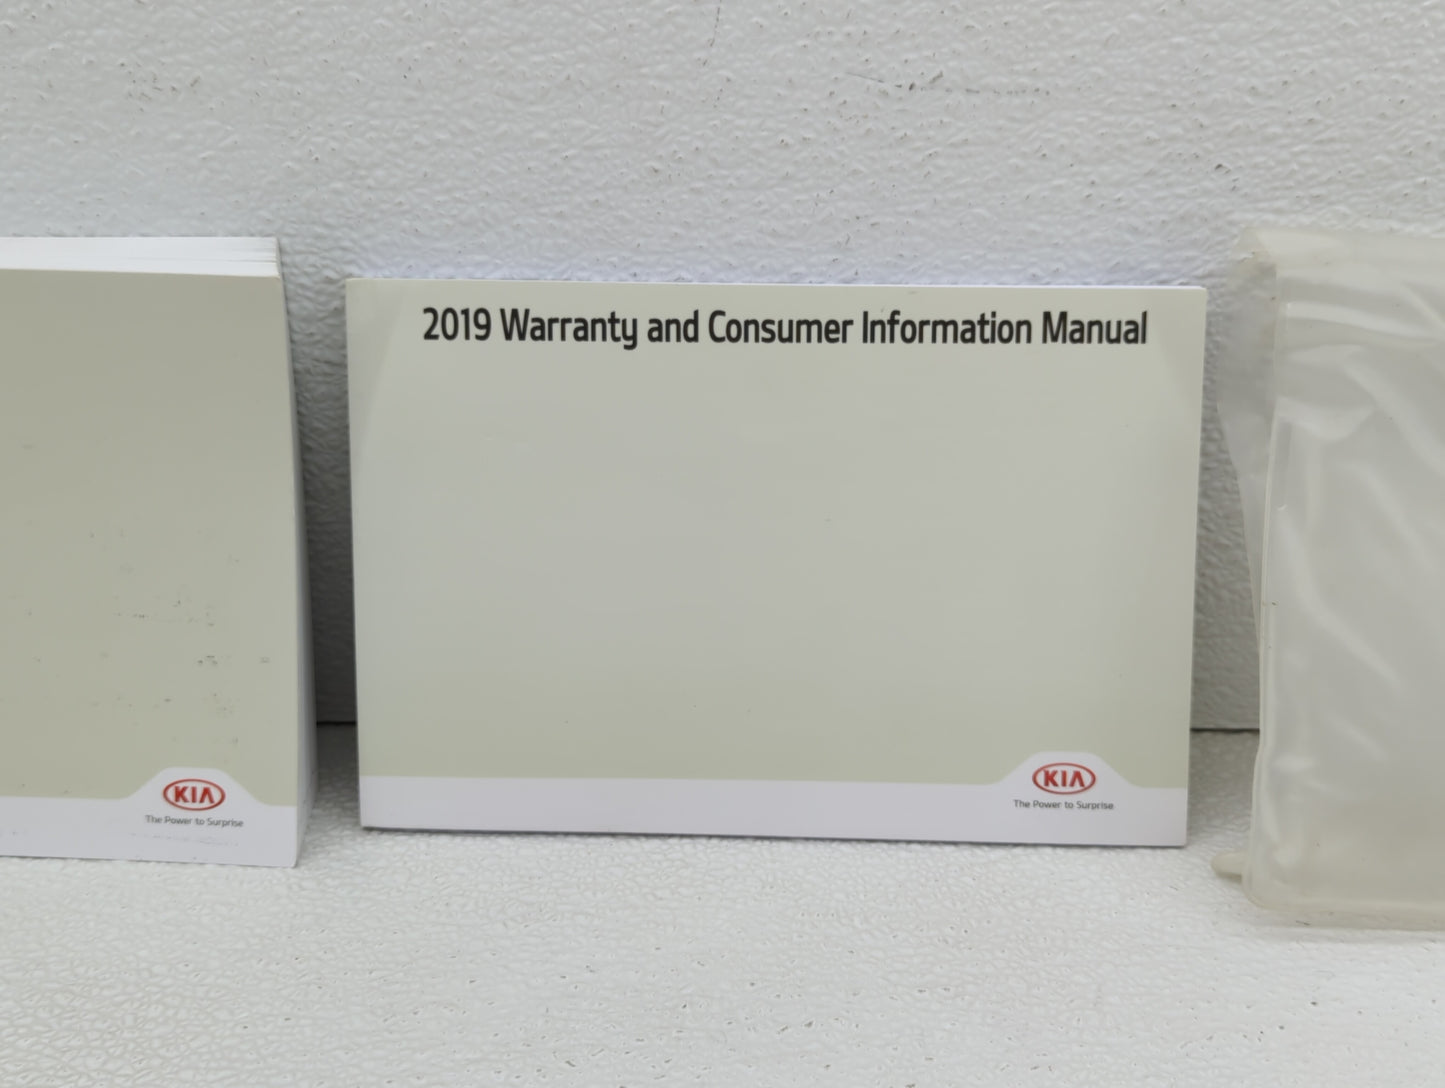 2019 Warranty and Consumer Information Manual
KIA
The Power to Surprise
KIA
The Power to Surprise